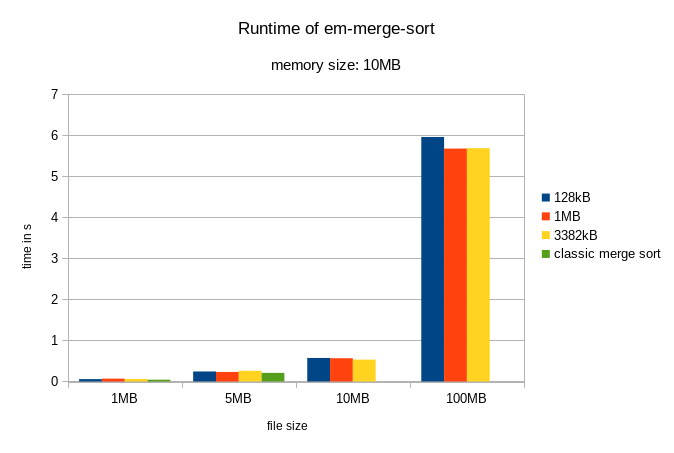 Runtime of em-merge-sort
memory size: 10MB
7
6
5
4
3
2
1
0
time in s
1MB
5MB
10MB
100MB
file size
128kB
1MB
3382kB
classic merge sort